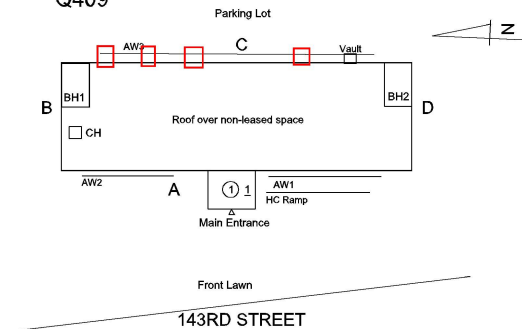 Q409
Parking Lot
N
AW3
C
Vault
B
BH1
BH2
D
Roof over non-leased space
CH
AW2
A
1 1
AW1
HC Ramp
Main Entrance
Front Lawn
143RD STREET